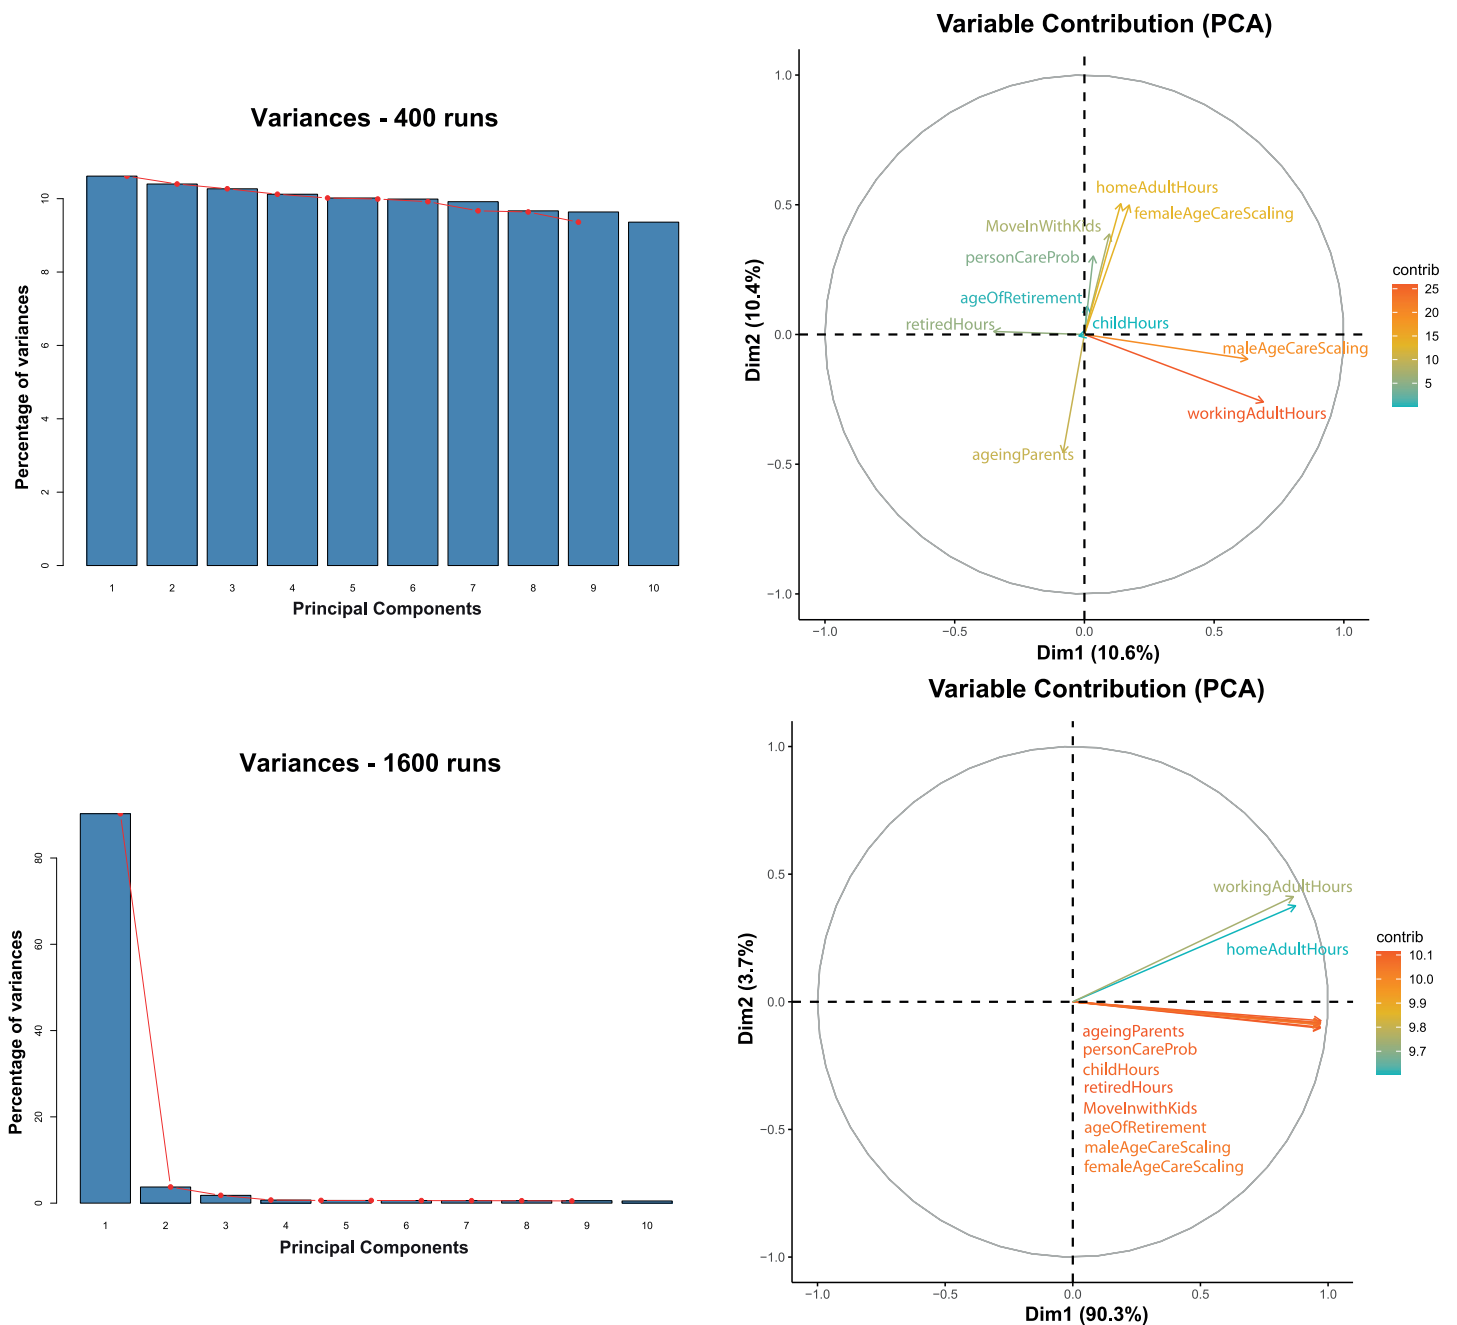 Variances - 400 runs
Percentage of variances
10
8
6
4
2
0
1 2 3 4 5 6 7 8 9 10
Principal Components
Variable Contribution (PCA)
Dim2 (10.4%)
1.0
0.5
0.0
−0.5
−1.0
homeAdultHours
femaleAgeCareScaling
MoveInWithKids
personCareProb
ageOfRetirement
retiredHours
childHours
maleAgeCareScaling
workingAdultHours
ageingParents
−1.0 −0.5 0.0 0.5 1.0
Dim1 (10.6%)
contrib
25
20
15
10
5
Variances - 1600 runs
Percentage of variances
80
60
40
20
0
1 2 3 4 5 6 7 8 9 10
Principal Components
Variable Contribution (PCA)
Dim2 (3.7%)
1.0
0.5
0.0
−0.5
−1.0
workingAdultHours
homeAdultHours
ageingParents
personCareProb
childHours
retiredHours
MoveInwithKids
ageOfRetirement
maleAgeCareScaling
femaleAgeCareScaling
−1.0 −0.5 0.0 0.5 1.0
Dim1 (90.3%)
contrib
10.1
10.0
9.9
9.8
9.7